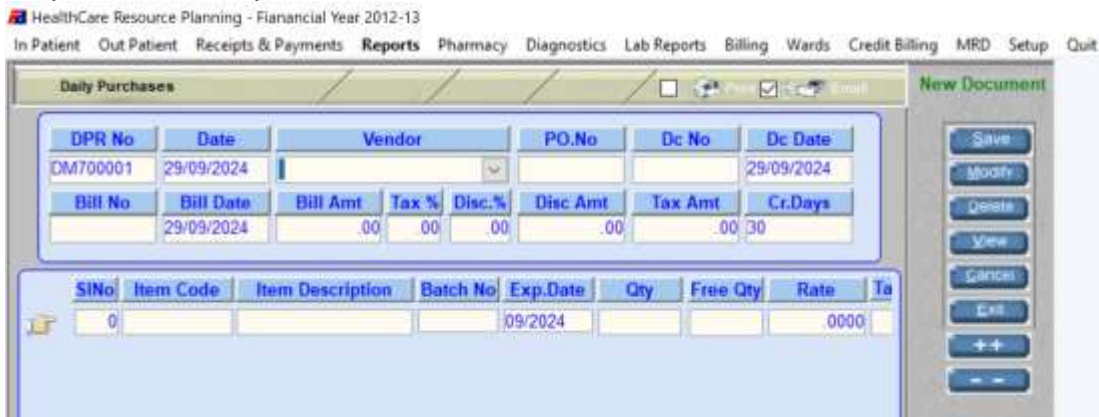 HealthCare Resource Planning - Fianancial Year 2012-13
In Patient Out Patient Receipts & Payments Reports Pharmacy Diagnostics Lab Reports Billing Wards Credit Billing MRD Setup Quit
Daily Purchases New Document
DPR No Date Vendor PO.No Dc No Dc Date
DM700001 29/09/2024 29/09/2024
Bill No Bill Date Bill Amt Tax % Disc.% Disc Amt Tax Amt Cr.Days
29/09/2024 .00 .00 .00 .00 .00 30
SlNo Item Code Item Description Batch No Exp.Date Qty Free Qty Rate Ta
0 09/2024 .0000
Save
Modify
Delete
View
Cancel
Exit
++
--